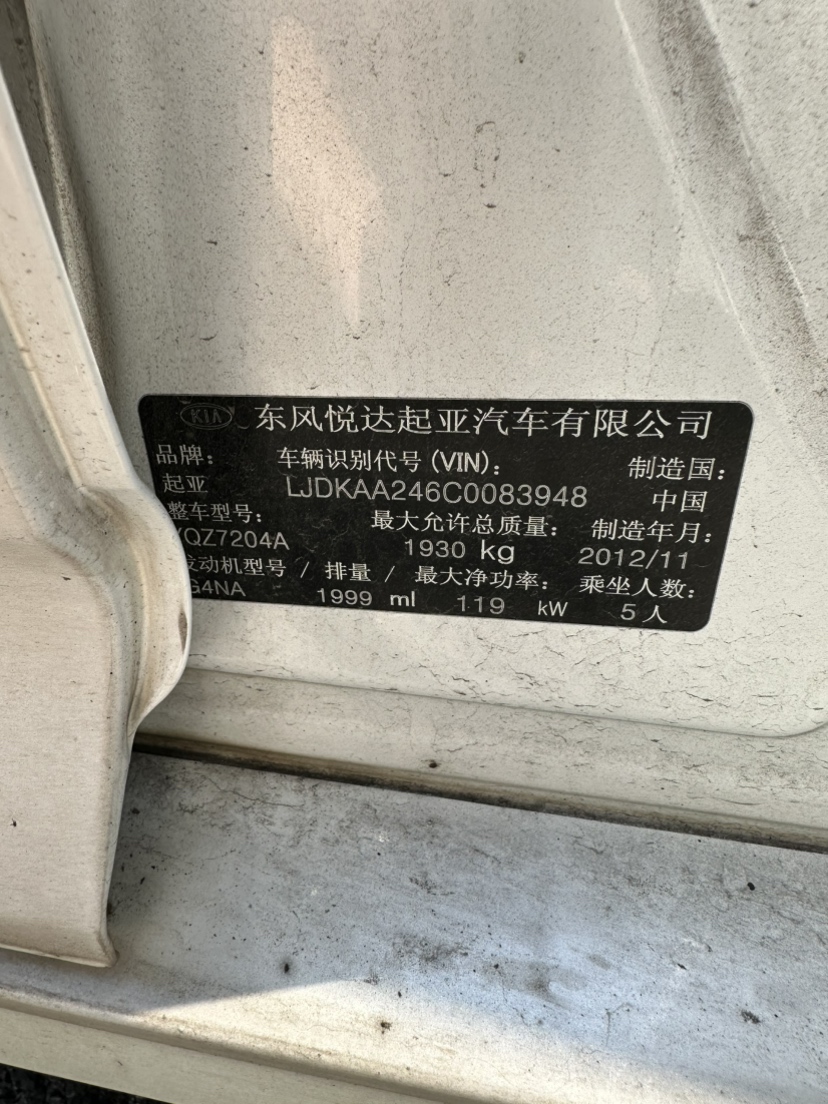 KIA 东风悦达起亚汽车有限公司
品牌： 车辆识别代号 (VIN)： 制造国：
起亚 LJDKAA246C0083948 中国
整车型号： 最大允许总质量： 制造年月：
YQZ7204A 1930 kg 2012/11
发动机型号 / 排量 / 最大净功率： 乘坐人数：
G4NA 1999 ml 119 kW 5 人